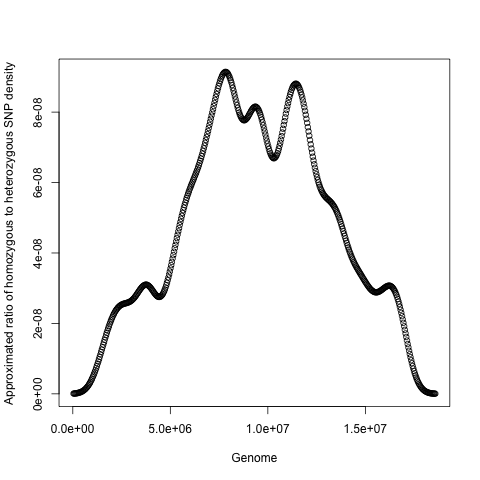 Approximated ratio of homozygous to heterozygous SNP density
8e-08
6e-08
4e-08
2e-08
0e+00
0.0e+00 5.0e+06 1.0e+07 1.5e+07
Genome